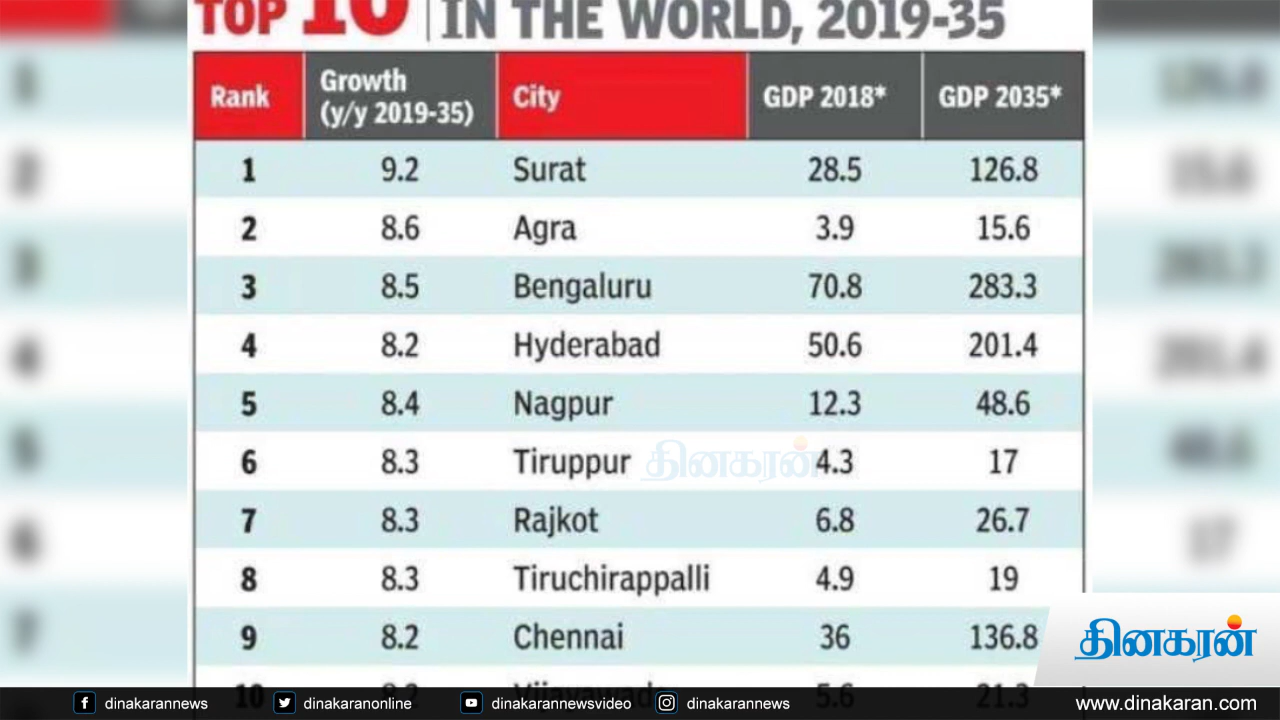 TOP 10 IN THE WORLD, 2019-35
Rank Growth (y/y 2019-35) City GDP 2018* GDP 2035*
1 9.2 Surat 28.5 126.8
2 8.6 Agra 3.9 15.6
3 8.5 Bengaluru 70.8 283.3
4 8.2 Hyderabad 50.6 201.4
5 8.4 Nagpur 12.3 48.6
6 8.3 Tiruppur 4.3 17
தினகரன்
7 8.3 Rajkot 6.8 26.7
8 8.3 Tiruchirappalli 4.9 19
9 8.2 Chennai 36 136.8
தினகரன்
10 8.2 Vijayawada 5.6 21.3
dinakarannews dinakaranonline dinakarannewsvideo dinakarannews www.dinakaran.com